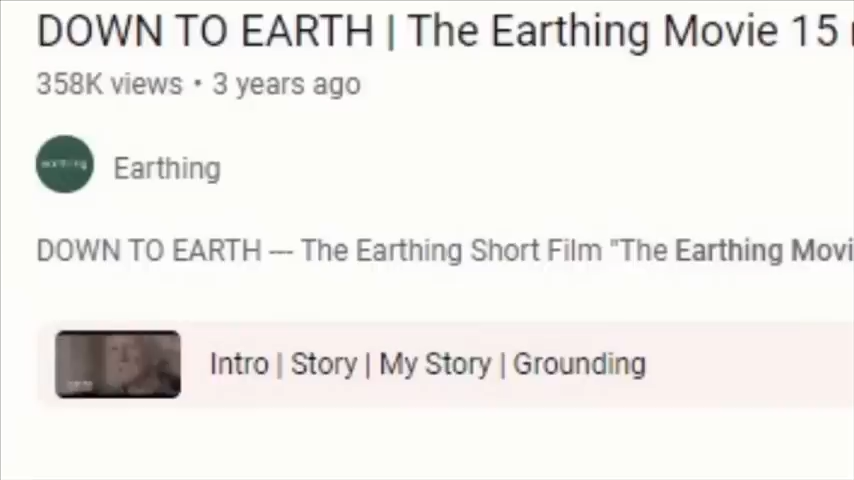 DOWN TO EARTH | The Earthing Movie 15
358K views • 3 years ago
earthing
Earthing
DOWN TO EARTH — The Earthing Short Film "The Earthing Movi
Intro | Story | My Story | Grounding